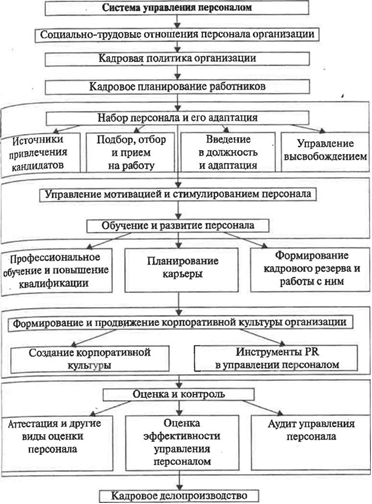 Система управления персоналом
Социально-трудовые отношения персонала организации
Кадровая политика организации
Кадровое планирование работников
Набор персонала и его адаптация
Источники
привлечения
кандидатов
Подбор, отбор
и прием
на работу
Введение
в должность
и адаптация
Управление
высвобождением
Управление мотивацией и стимулированием персонала
Обучение и развитие персонала
Профессиональное
обучение и повышение
квалификации
Планирование
карьеры
Формирование
кадрового резерва и
работы с ним
Формирование и продвижение корпоративной культуры организации
Создание корпоративной
культуры
Инструменты PR
в управлении персоналом
Оценка и контроль
Аттестация и другие
виды оценки
персонала
Оценка
эффективности
управления
персоналом
Аудит управления
персонала
Кадровое делопроизводство